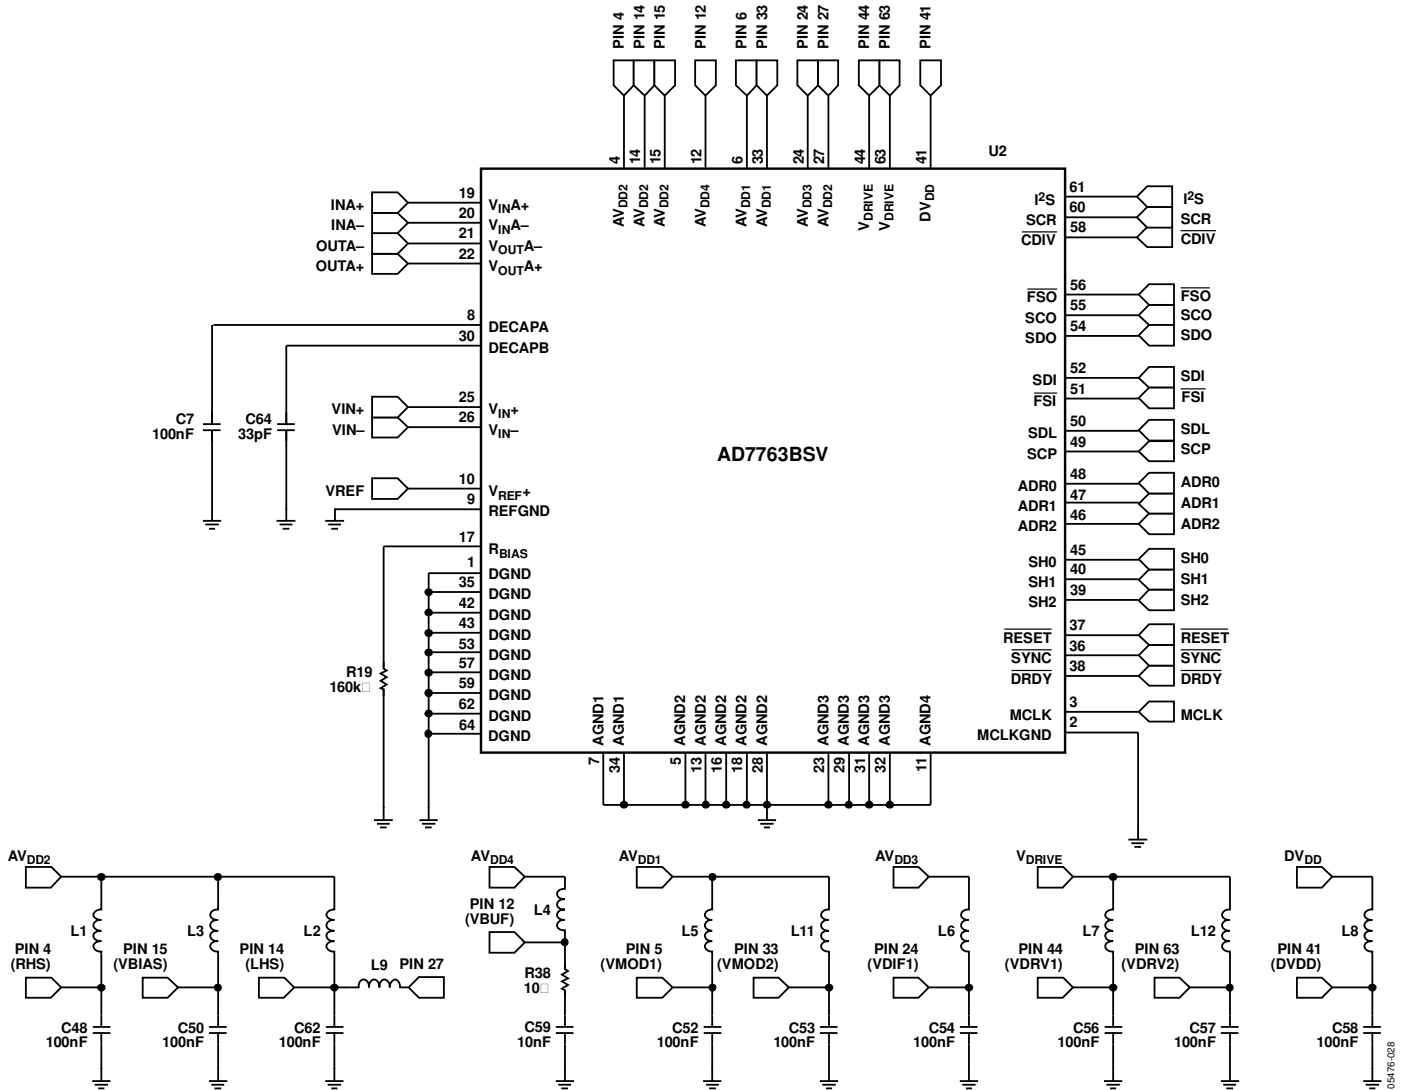 PIN 4
PIN 14
PIN 15
PIN 12
PIN 6
PIN 33
PIN 24
PIN 27
PIN 44
PIN 63
PIN 41
4
14
15
12
6
33
24
27
44
63
41
U2
AVDD2
AVDD2
AVDD2
AVDD4
AVDD1
AVDD1
AVDD3
AVDD2
VDRIVE
VDRIVE
DVDD
INA+ 19 VINA+
INA– 20 VINA–
OUTA– 21 VOUTA–
OUTA+ 22 VOUTA+
8 DECAPA
30 DECAPB
C7
100nF
C64
33pF
VIN+ 25 VIN+
VIN– 26 VIN–
VREF 10 VREF+
9 REFGND
17 RBIAS
1 DGND
35 DGND
42 DGND
43 DGND
53 DGND
57 DGND
59 DGND
62 DGND
64 DGND
R19
160k□
AD7763BSV
I²S 61 I²S
SCR 60 SCR
CDIV 58 CDIV
FSO 56 FSO
SCO 55 SCO
SDO 54 SDO
SDI 52 SDI
FSI 51 FSI
SDL 50 SDL
SCP 49 SCP
ADR0 48 ADR0
ADR1 47 ADR1
ADR2 46 ADR2
SH0 45 SH0
SH1 40 SH1
SH2 39 SH2
RESET 37 RESET
SYNC 36 SYNC
DRDY 38 DRDY
MCLK 3 MCLK
MCLKGND 2
AGND1
AGND1
AGND2
AGND2
AGND2
AGND2
AGND2
AGND3
AGND3
AGND3
AGND3
AGND4
7
34
5
13
16
18
28
23
29
31
32
11
AVDD2
L1
L3
L2
PIN 4
(RHS)
PIN 15
(VBIAS)
PIN 14
(LHS)
L9
PIN 27
C48
100nF
C50
100nF
C62
100nF
AVDD4
PIN 12
(VBUF)
L4
R38
10□
C59
10nF
AVDD1
L5
L11
PIN 5
(VMOD1)
PIN 33
(VMOD2)
C52
100nF
C53
100nF
AVDD3
L6
PIN 24
(VDIF1)
C54
100nF
VDRIVE
L7
L12
PIN 44
(VDRV1)
PIN 63
(VDRV2)
C56
100nF
C57
100nF
DVDD
L8
PIN 41
(DVDD)
C58
100nF
05476-028